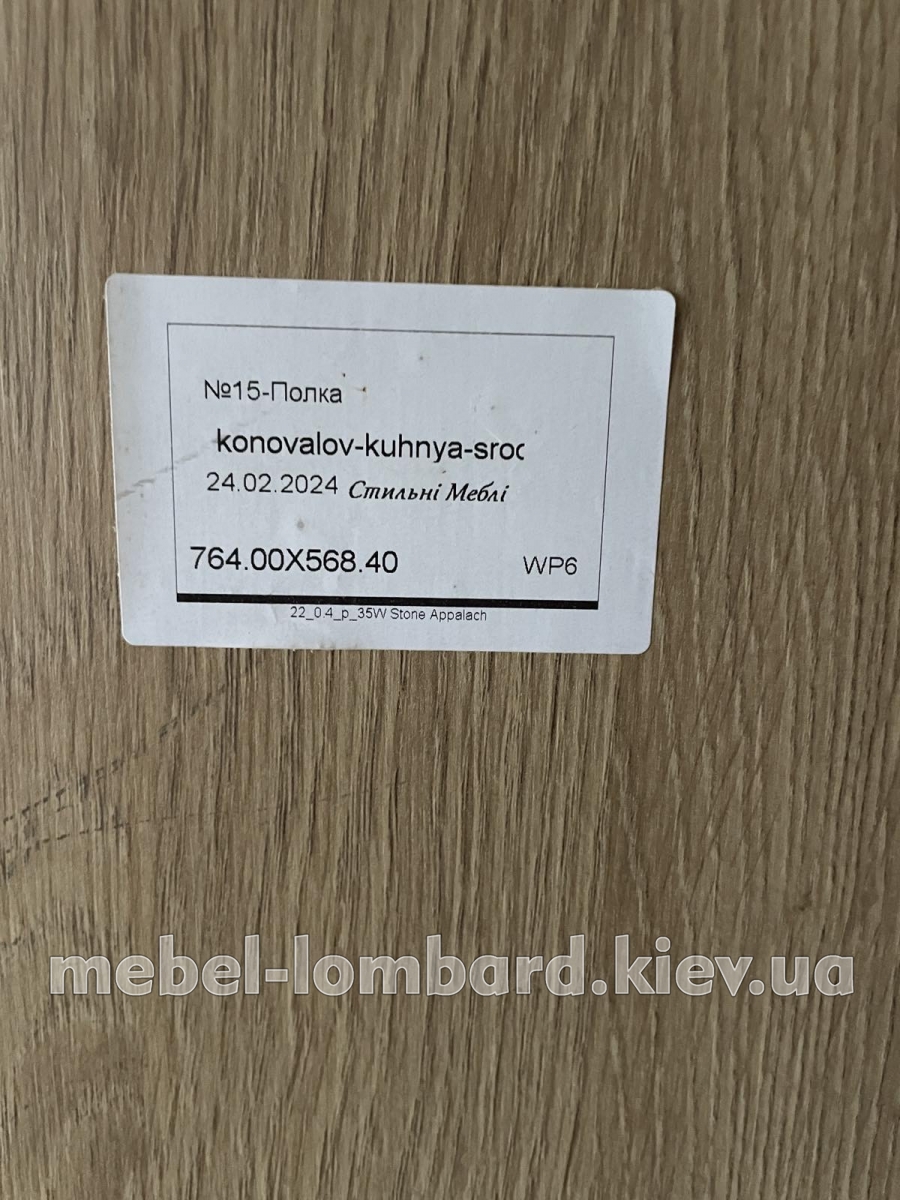 №15-Полка
konovalov-kuhnya-sroc
24.02.2024 Стильні Меблі
764.00X568.40 WP6
22_0.4_p_35W Stone Appalach
mebel-lombard.kiev.ua